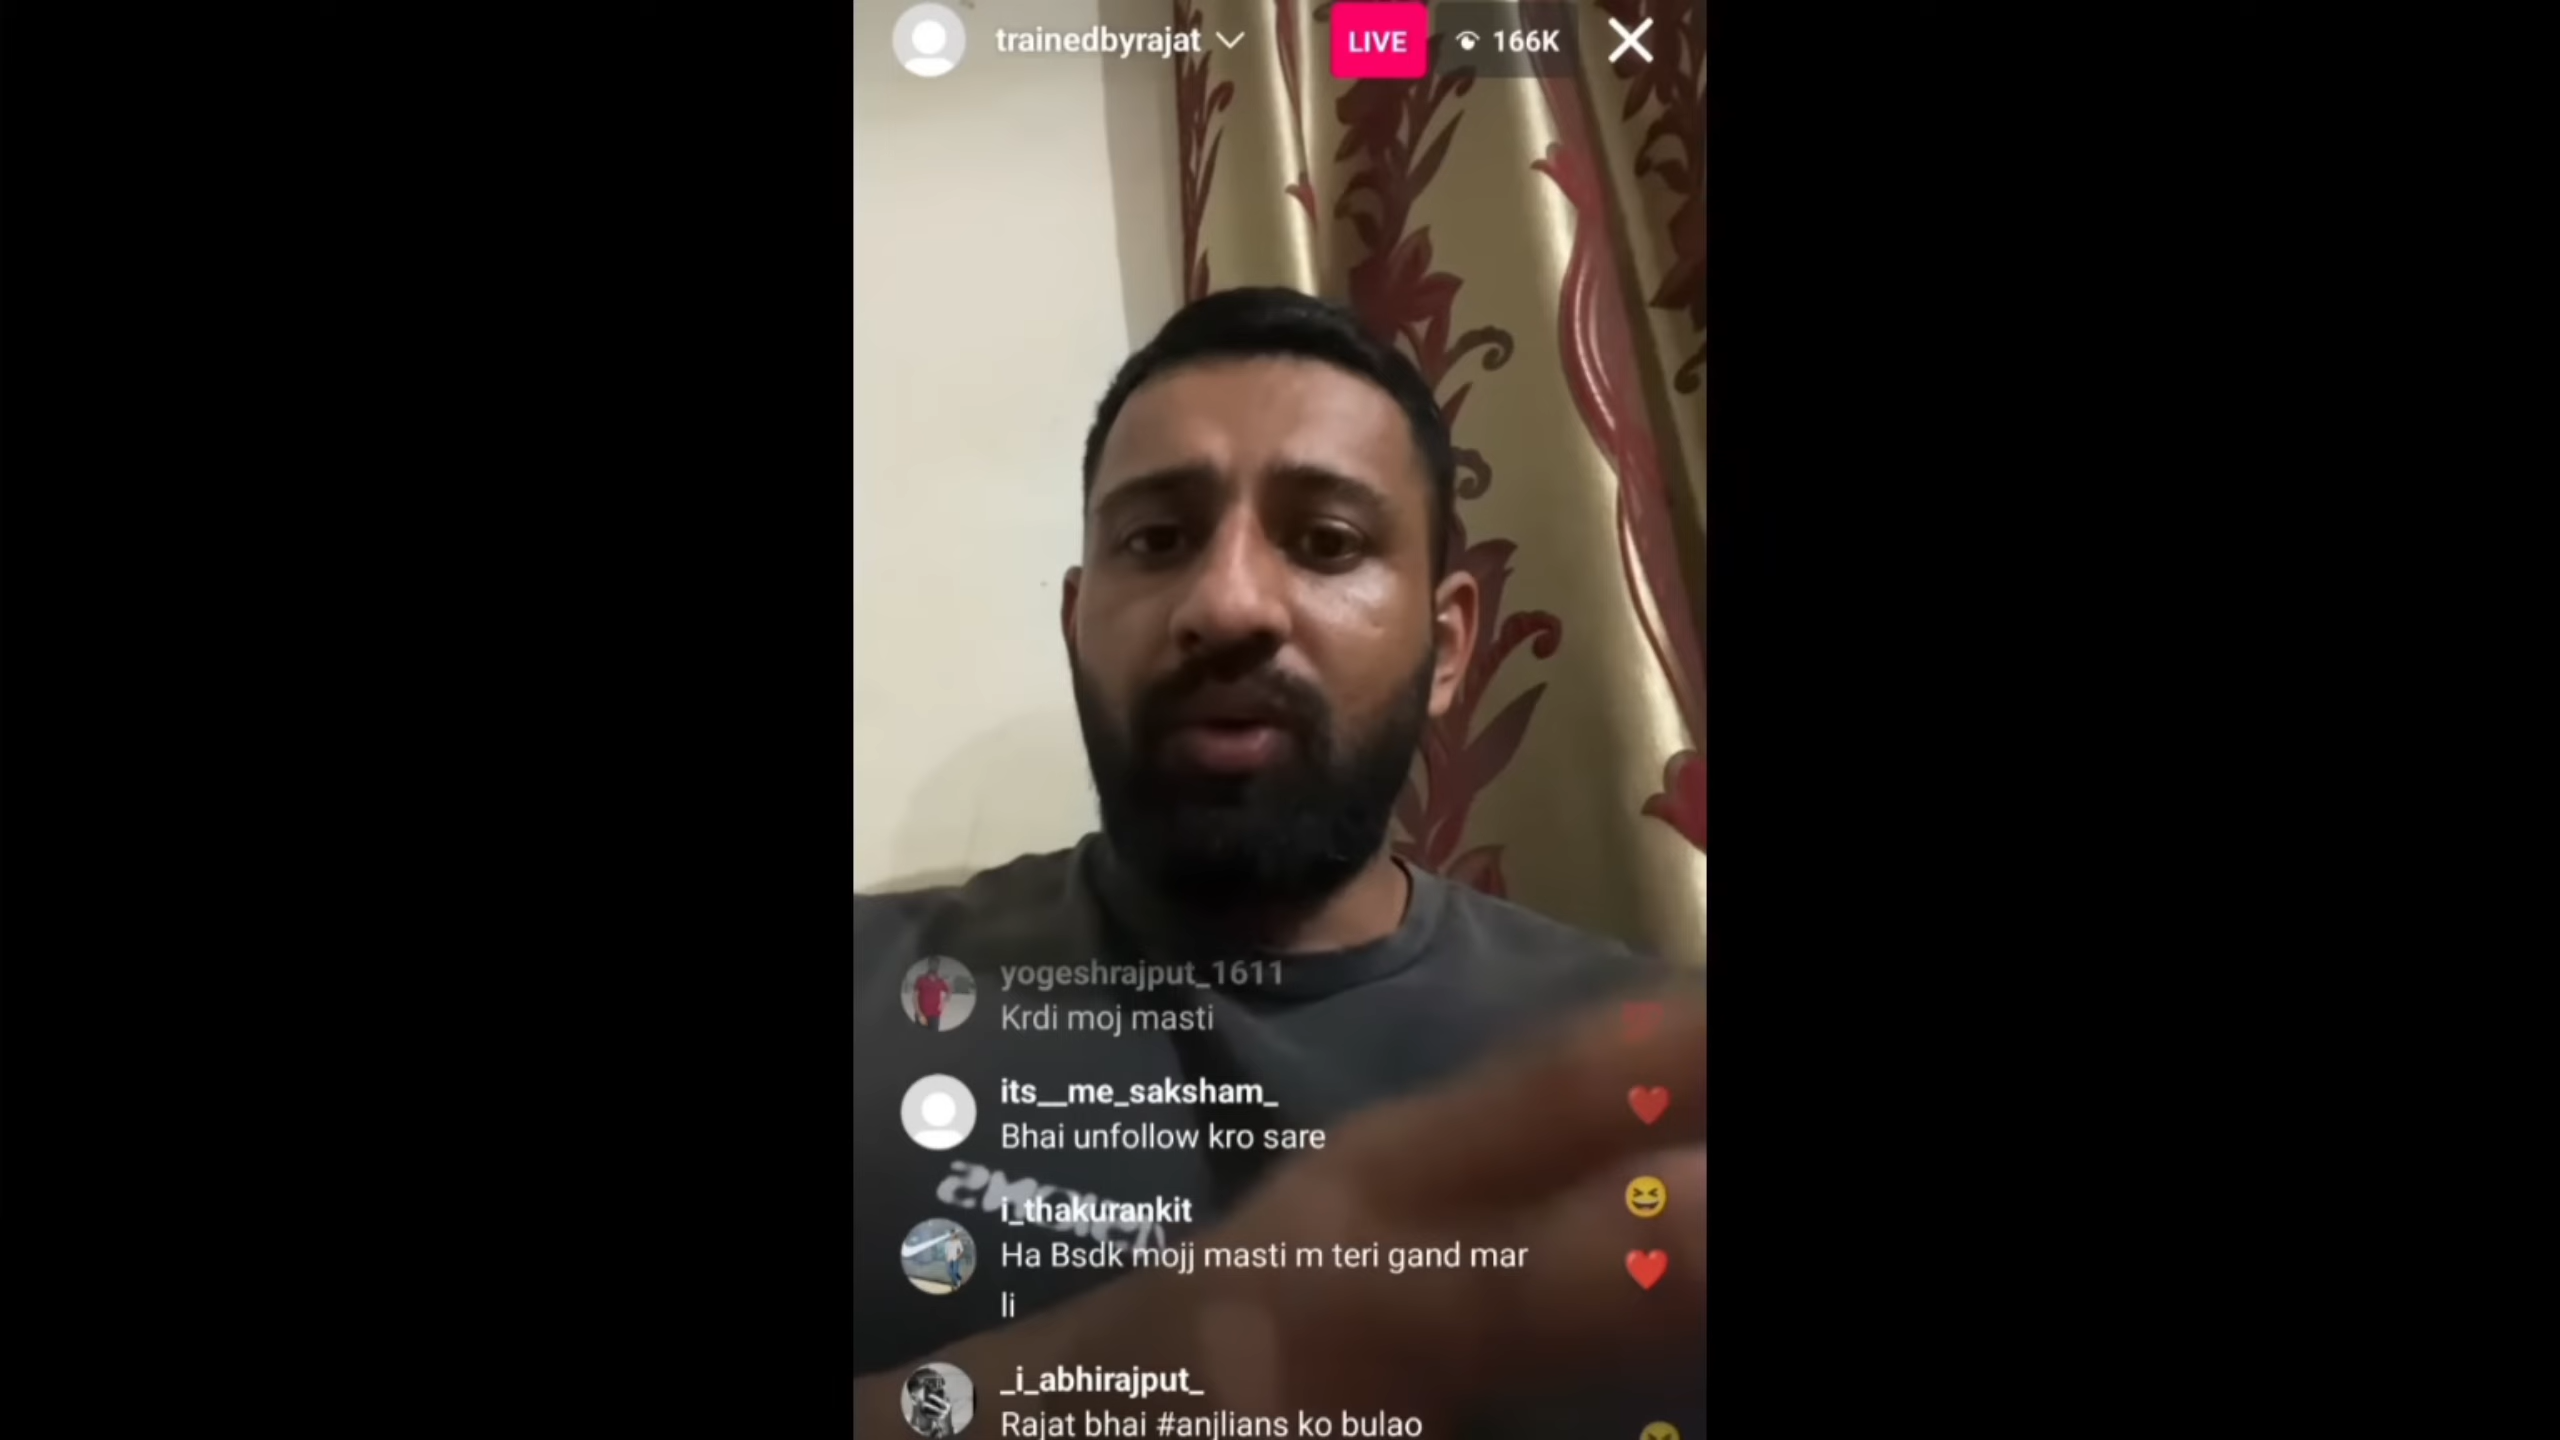 trainedbyrajat
LIVE
166K
yogeshrajput_1611
Krdi moj masti
its__me_saksham_
Bhai unfollow kro sare
i_thakurankit
Ha Bsdk mojj masti m teri gand mar
li
_i_abhirajput_
Rajat bhai #anjlians ko bulao